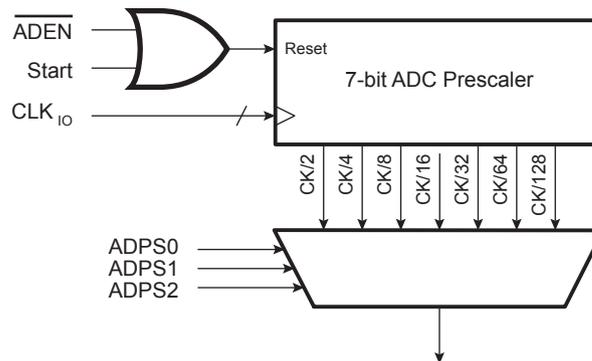 ADEN
Reset
Start
7-bit ADC Prescaler
CLK IO
CK/2
CK/4
CK/8
CK/16
CK/32
CK/64
CK/128
ADPS0
ADPS1
ADPS2